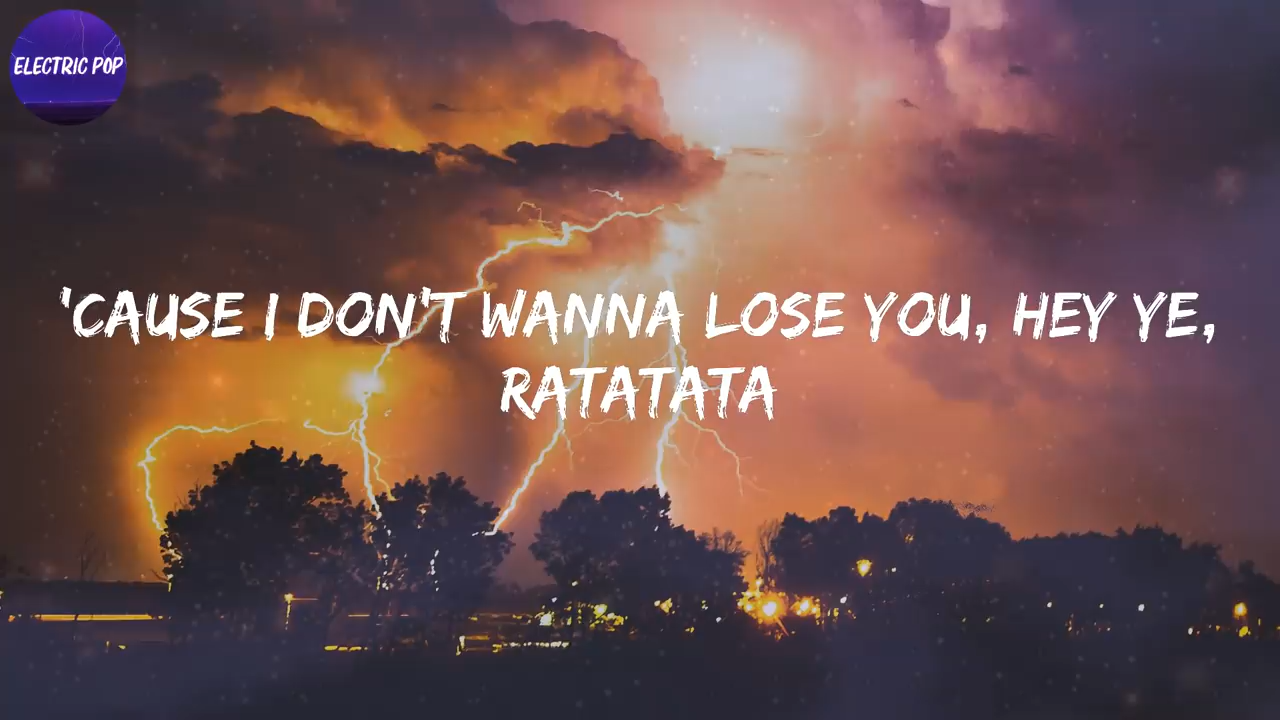 ELECTRIC POP
'CAUSE I DON'T WANNA LOSE YOU, HEY YE,
RATATATA